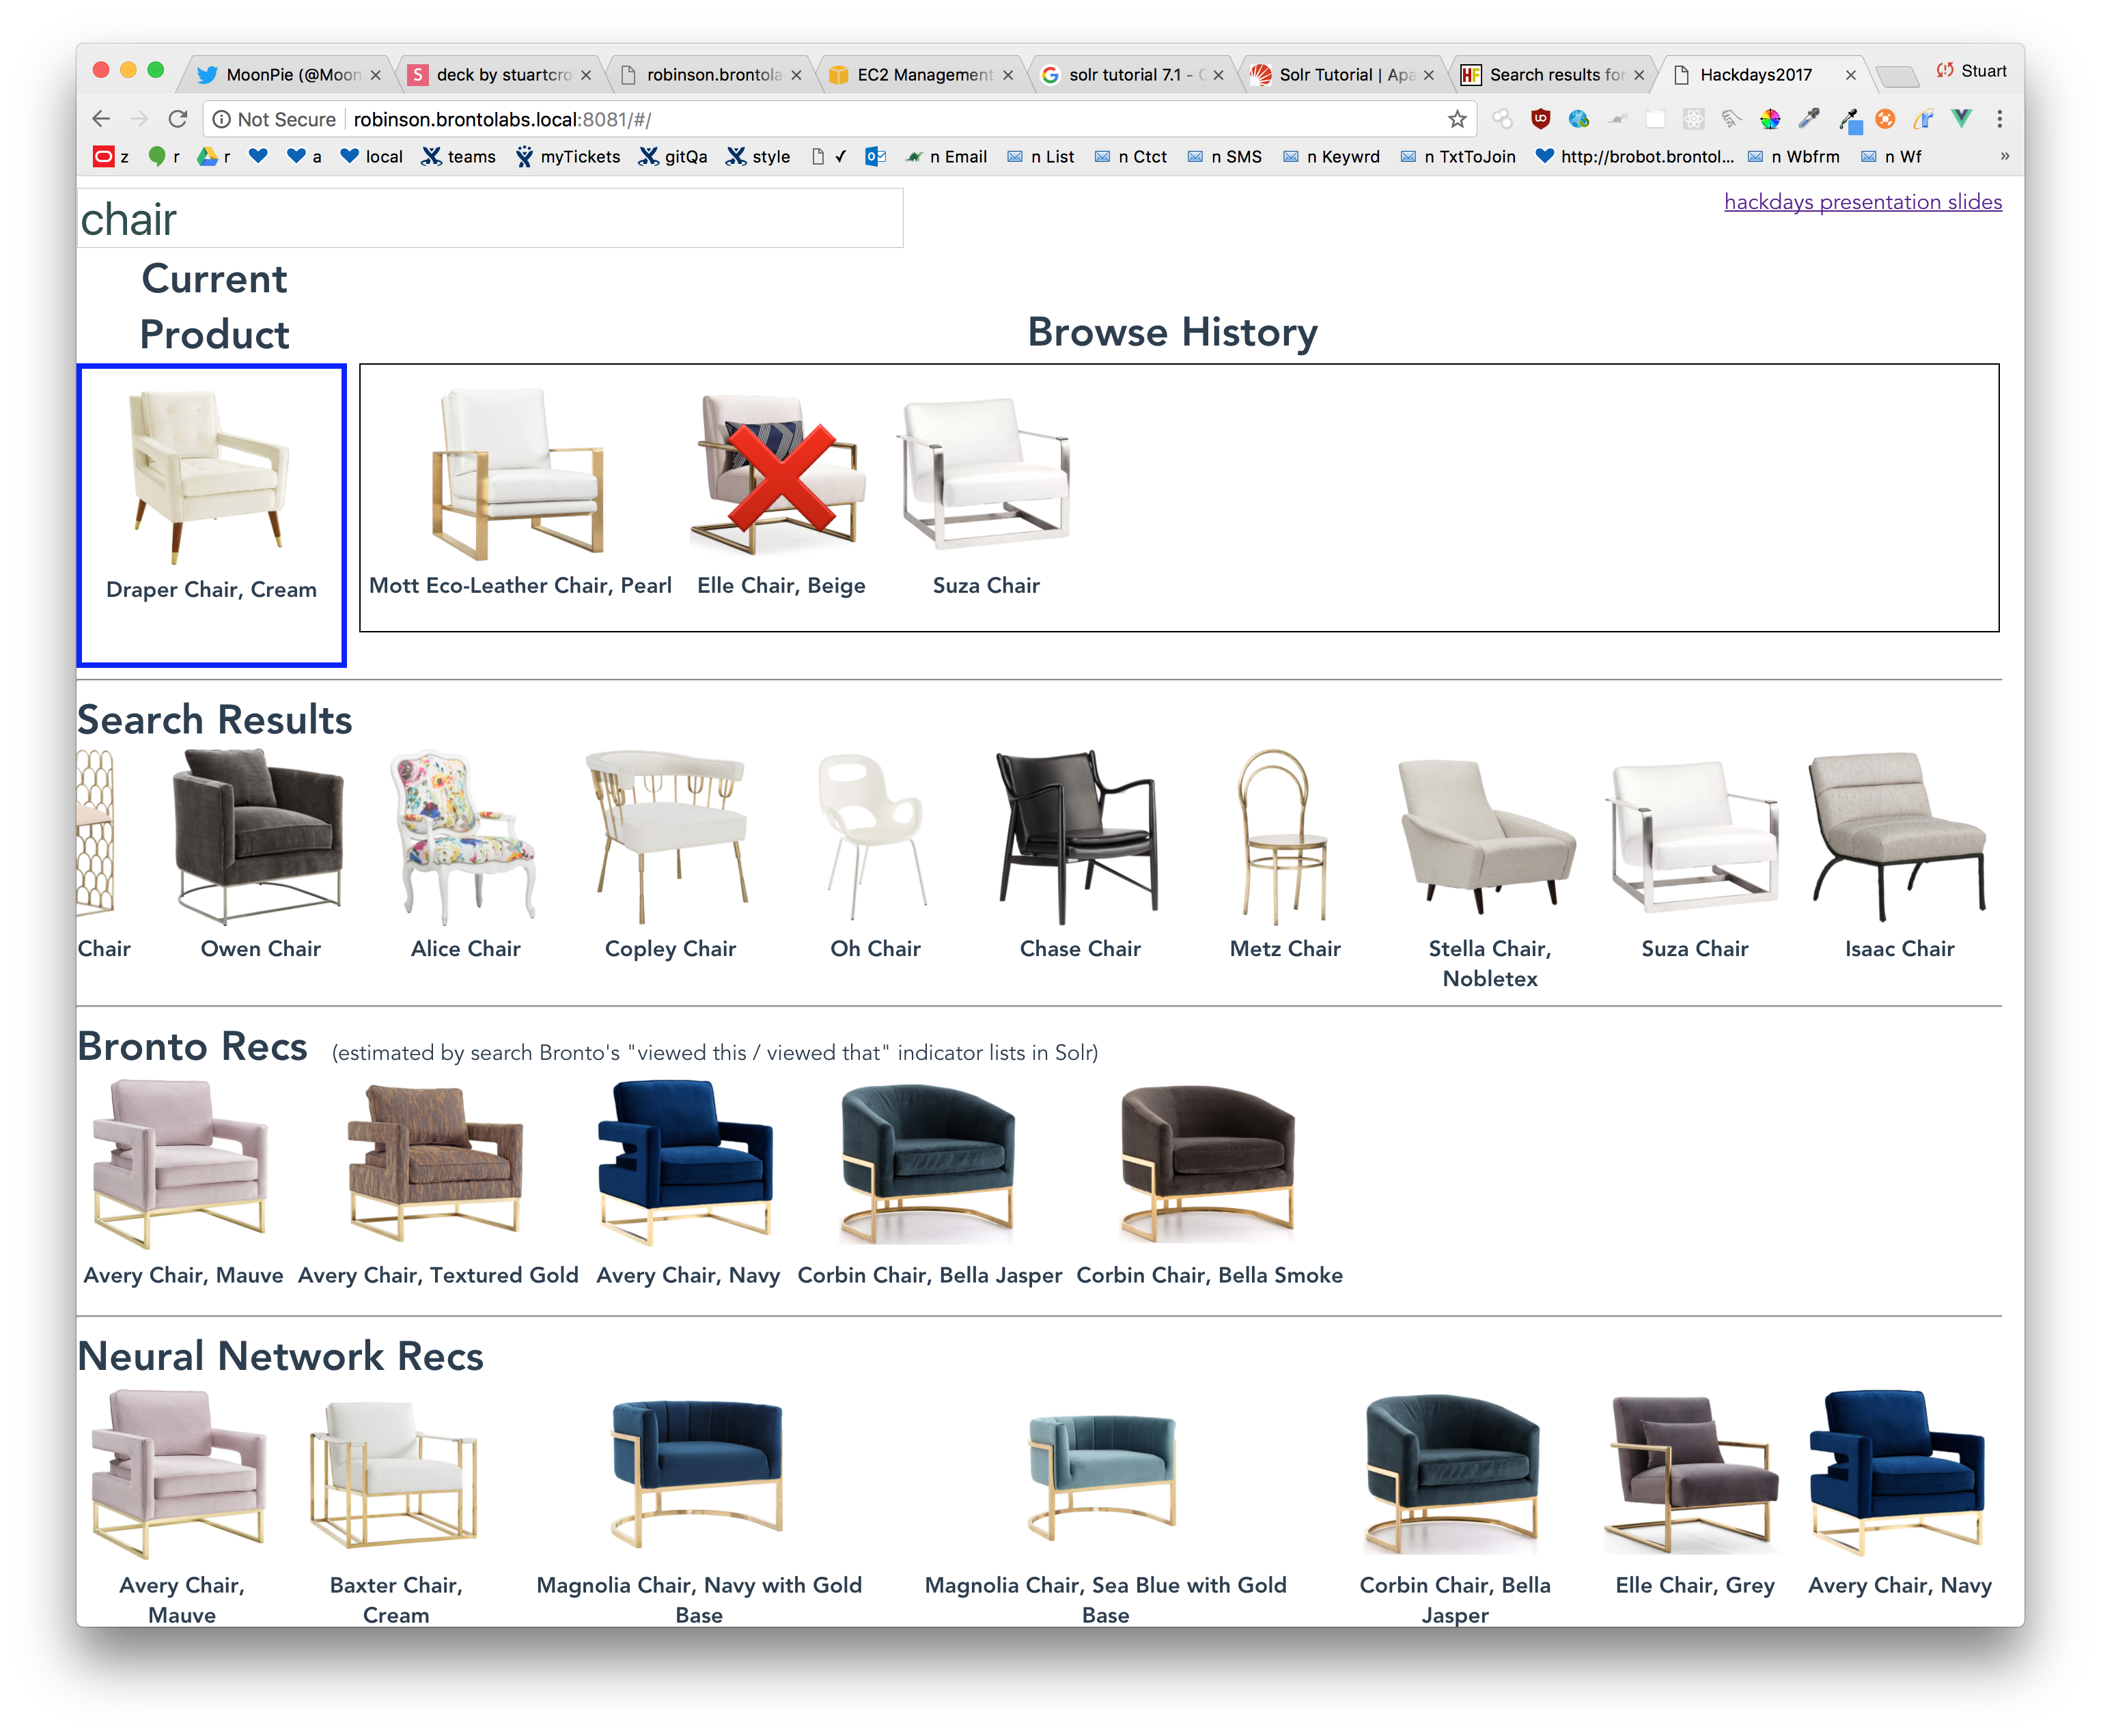 MoonPie (@Moon
deck by stuartcro
robinson.brontola
EC2 Management
solr tutorial 7.1 - G
Solr Tutorial | Apa
Search results for
Hackdays2017
Stuart
Not Secure
robinson.brontolabs.local:8081/#/
z
r
r
a
local
teams
myTickets
gitQa
style
✓
n Email
n List
n Ctct
n SMS
n Keywrd
n TxtToJoin
http://brobot.brontol...
n Wbfrm
n Wf
»
chair
hackdays presentation slides
Current
Product
Browse History
Draper Chair, Cream
Mott Eco-Leather Chair, Pearl
Elle Chair, Beige
Suza Chair
Search Results
Chair
Owen Chair
Alice Chair
Copley Chair
Oh Chair
Chase Chair
Metz Chair
Stella Chair,
Nobletex
Suza Chair
Isaac Chair
Bronto Recs (estimated by search Bronto's "viewed this / viewed that" indicator lists in Solr)
Avery Chair, Mauve
Avery Chair, Textured Gold
Avery Chair, Navy
Corbin Chair, Bella Jasper
Corbin Chair, Bella Smoke
Neural Network Recs
Avery Chair,
Mauve
Baxter Chair,
Cream
Magnolia Chair, Navy with Gold
Base
Magnolia Chair, Sea Blue with Gold
Base
Corbin Chair, Bella
Jasper
Elle Chair, Grey
Avery Chair, Navy